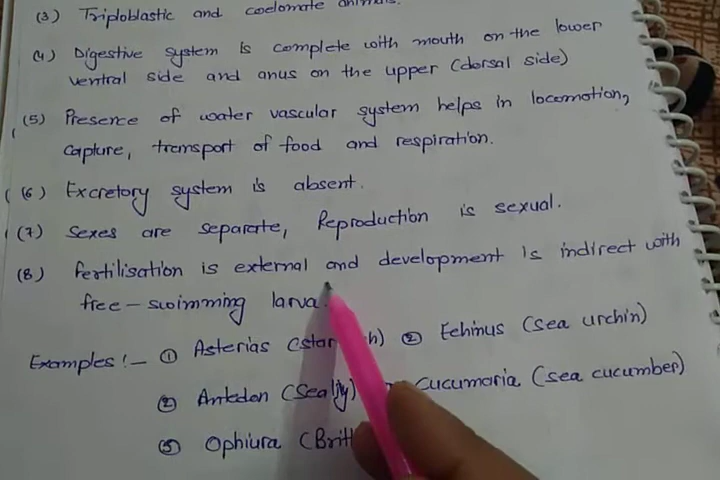 (3) Triploblastic and coelomate animals.
(4) Digestive system is complete with mouth on the lower
ventral side and anus on the upper (dorsal side)
(5) Presence of water vascular system helps in locomotion,
capture, transport of food and respiration.
(6) Excretory system is absent.
(7) Sexes are separate, Reproduction is sexual.
(8) Fertilisation is external and development is indirect with
free - swimming larva.
Examples :- ① Asterias ② Echinus (sea urchin)
② Antedon (Sealily) Cucumaria (sea cucumber)
⑤ Ophiura